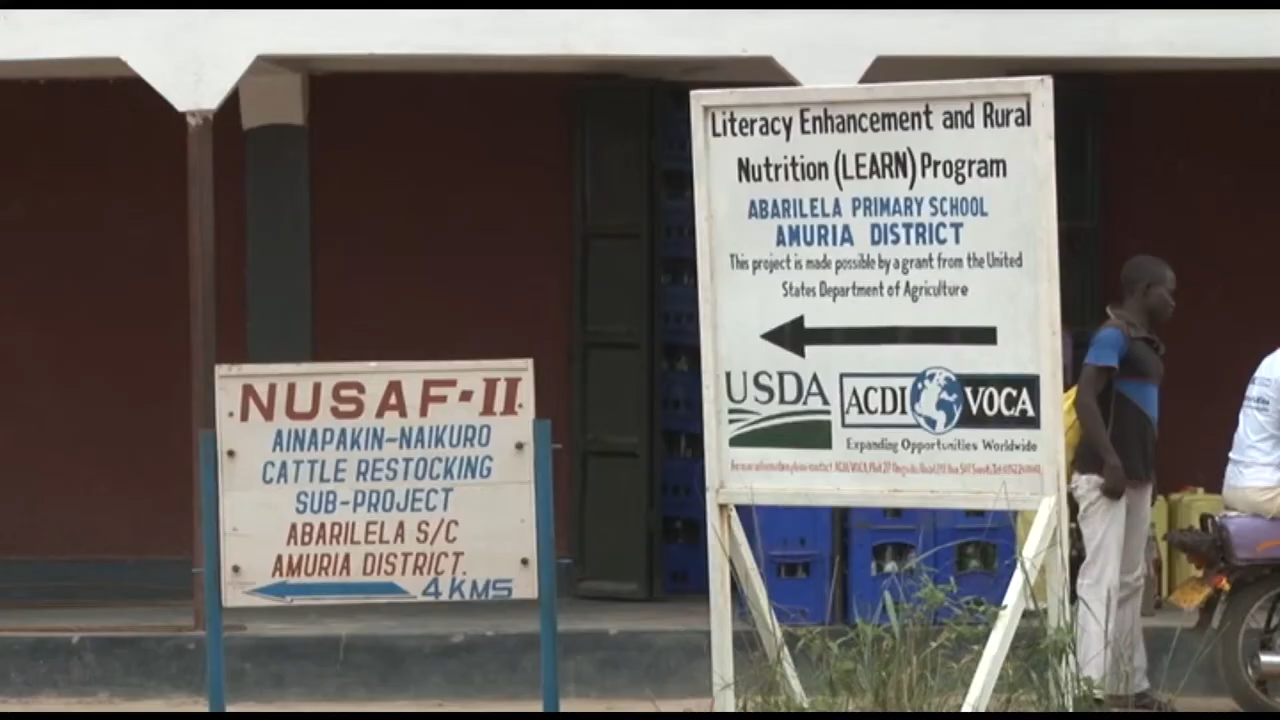 NUSAF-II
AINAPAKIN-NAIKURO
CATTLE RESTOCKING
SUB-PROJECT
ABARILELA S/C
AMURIA DISTRICT.
4KMS
Literacy Enhancement and Rural
Nutrition (LEARN) Program
ABARILELA PRIMARY SCHOOL
AMURIA DISTRICT
This project is made possible by a grant from the United
States Department of Agriculture
USDA
ACDI VOCA
Expanding Opportunities Worldwide